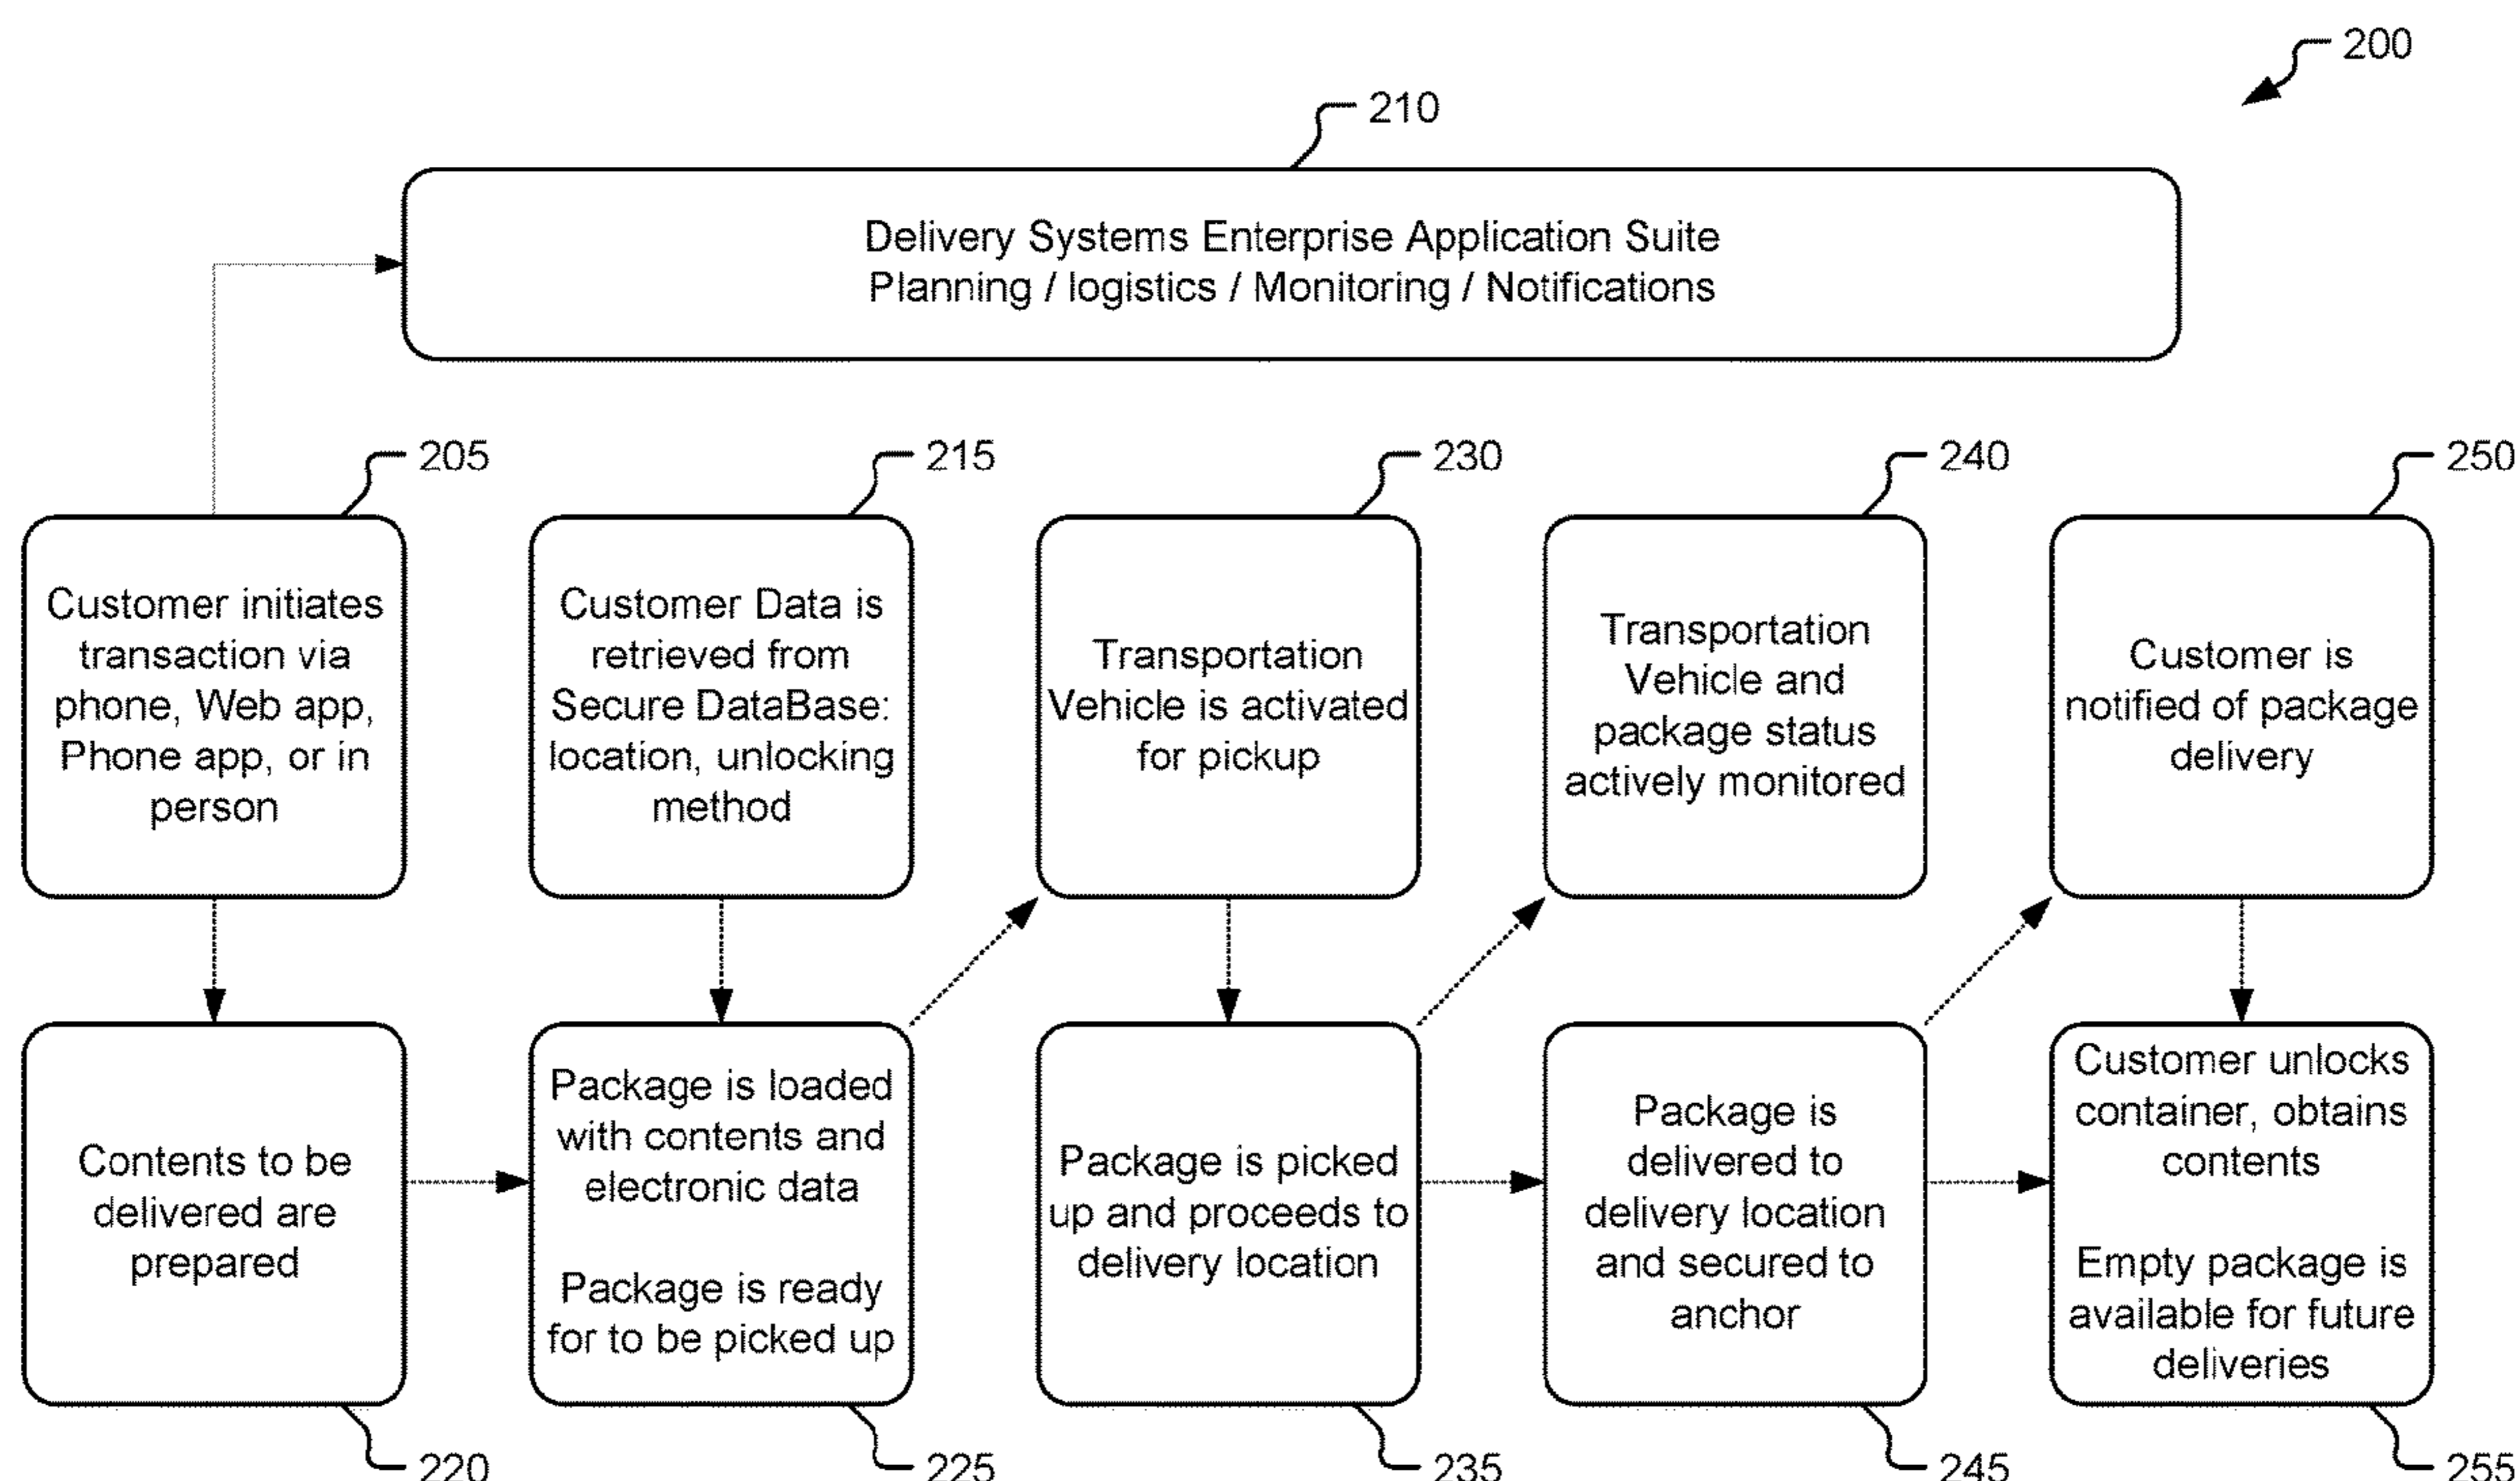 200
210
Delivery Systems Enterprise Application Suite
Planning / logistics / Monitoring / Notifications
205
215
230
240
250
Customer initiates
transaction via
phone, Web app,
Phone app, or in
person
Customer Data is
retrieved from
Secure DataBase:
location, unlocking
method
Transportation
Vehicle is activated
for pickup
Transportation
Vehicle and
package status
actively monitored
Customer is
notified of package
delivery
Contents to be
delivered are
prepared
Package is loaded
with contents and
electronic data
Package is ready
for to be picked up
Package is picked
up and proceeds to
delivery location
Package is
delivered to
delivery location
and secured to
anchor
Customer unlocks
container, obtains
contents
Empty package is
available for future
deliveries
220
225
235
245
255